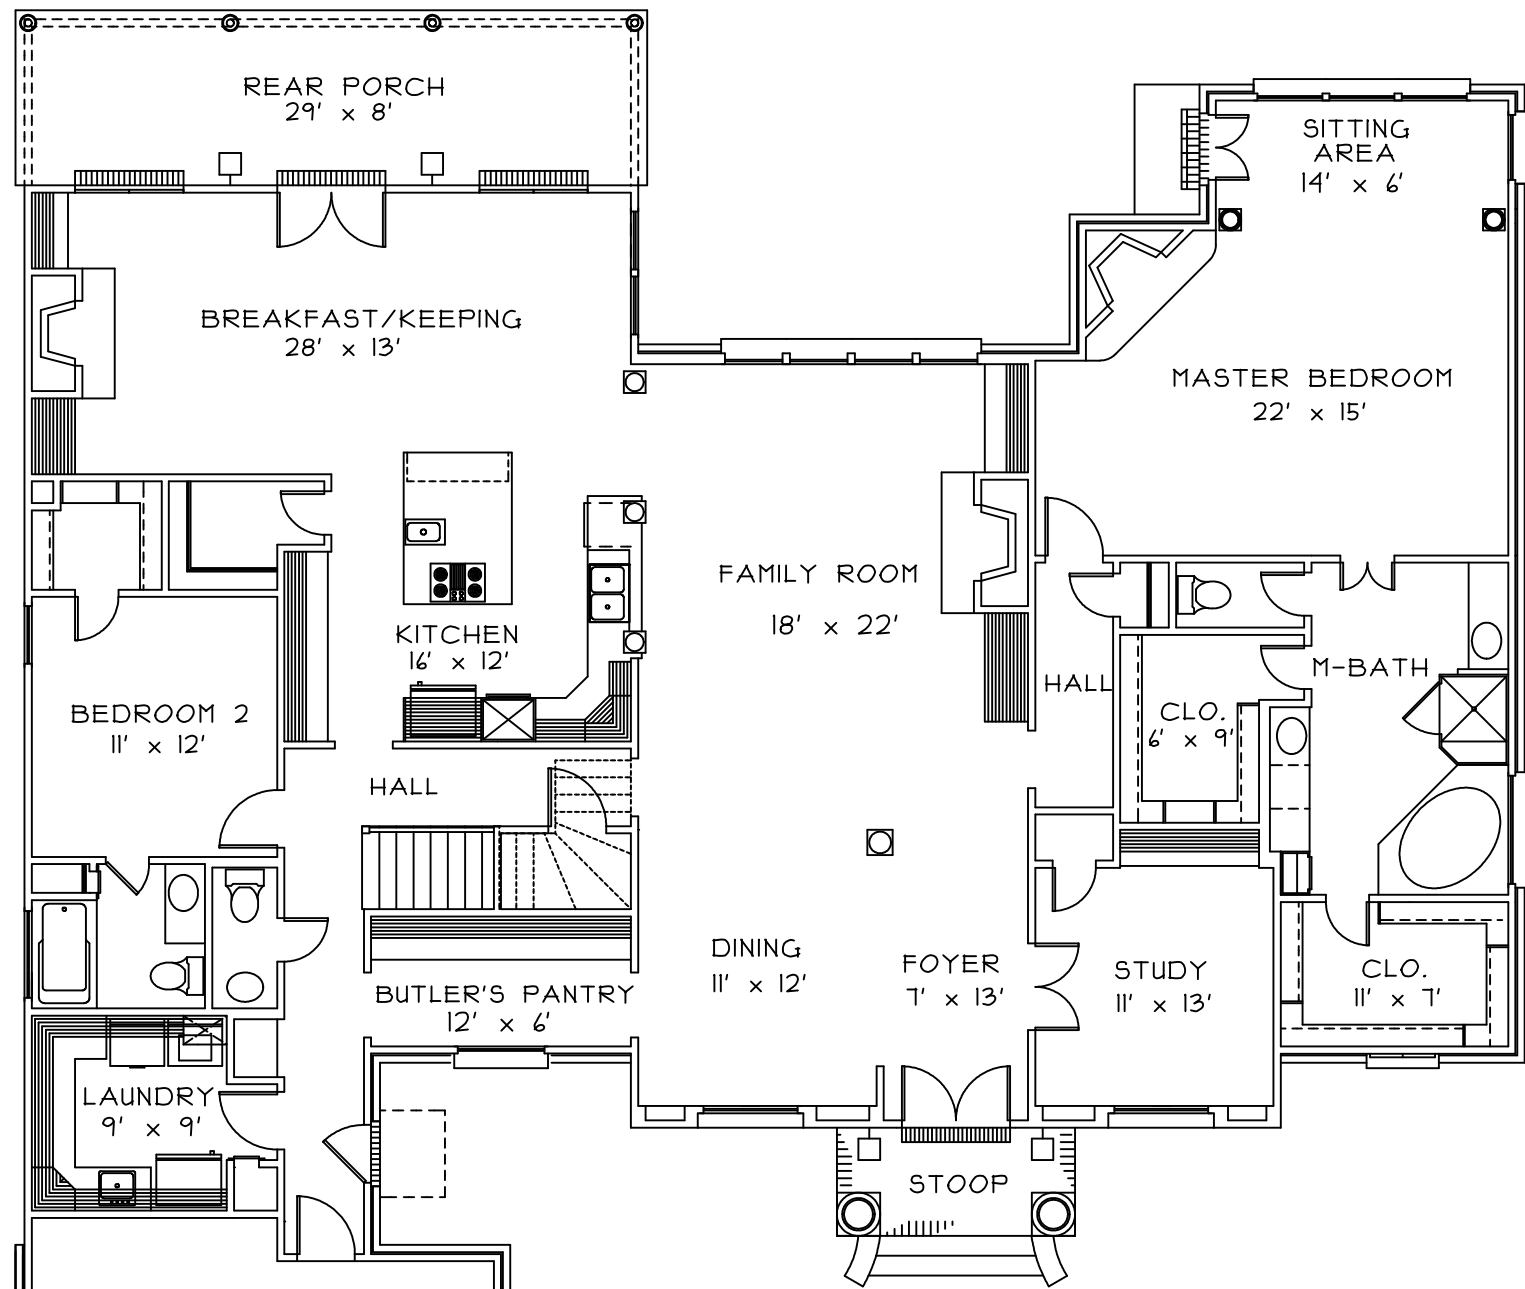 REAR PORCH
29' x 8'
SITTING
AREA
14' x 6'
BREAKFAST/KEEPING
28' x 13'
MASTER BEDROOM
22' x 15'
FAMILY ROOM
18' x 22'
KITCHEN
16' x 12'
M-BATH
HALL
CLO.
6' x 9'
BEDROOM 2
11' x 12'
HALL
DINING
11' x 12'
FOYER
7' x 13'
STUDY
11' x 13'
CLO.
11' x 7'
BUTLER'S PANTRY
12' x 6'
LAUNDRY
9' x 9'
STOOP